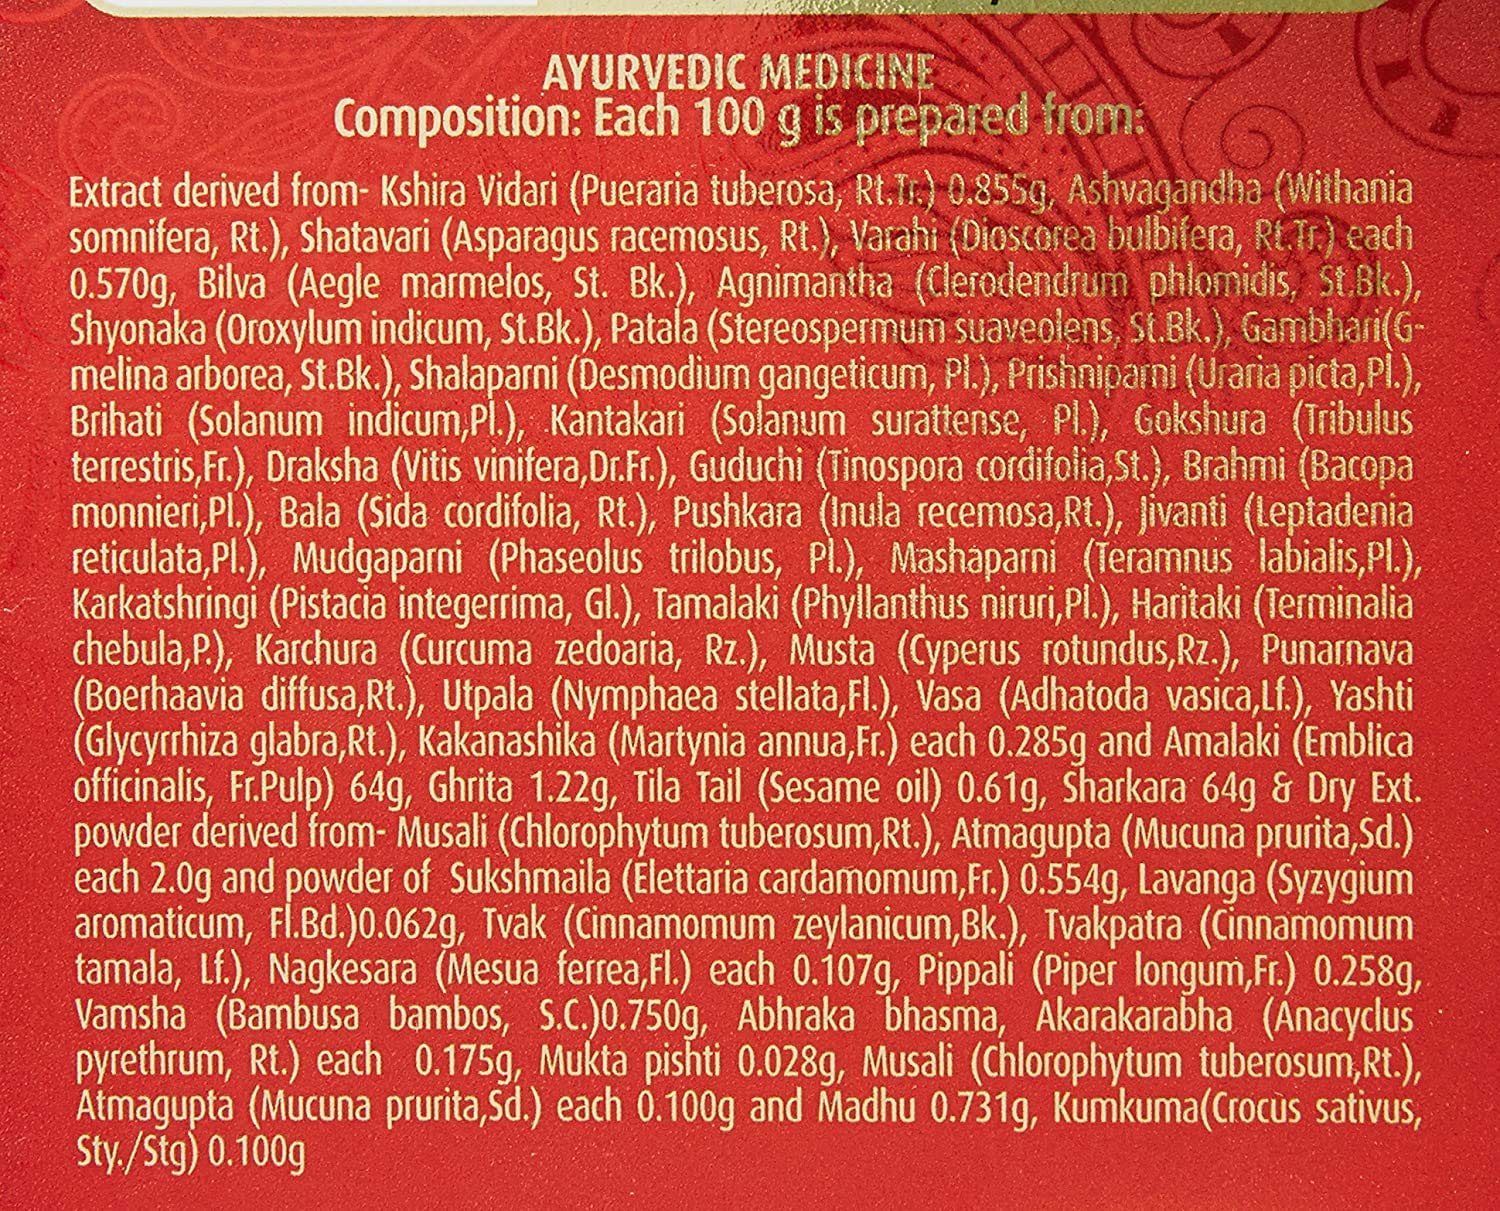 AYURVEDIC MEDICINE
Composition: Each 100 g is prepared from:
Extract derived from- Kshira Vidari (Pueraria tuberosa, Rt.Tr.) 0.855g, Ashvagandha (Withania
somnifera, Rt.), Shatavari (Asparagus racemosus, Rt.), Varahi (Dioscorea bulbifera, Rt.Tr.) each
0.570g, Bilva (Aegle marmelos, St. Bk.), Agnimantha (Clerodendrum phlomidis, St.Bk.),
Shyonaka (Oroxylum indicum, St.Bk.), Patala (Stereospermum suaveolens, St.Bk.), Gambhari(G-
melina arborea, St.Bk.), Shalaparni (Desmodium gangeticum, Pl.), Prishniparni (Uraria picta,Pl.),
Brihati (Solanum indicum,Pl.), Kantakari (Solanum surattense, Pl.), Gokshura (Tribulus
terrestris,Fr.), Draksha (Vitis vinifera,Dr.Fr.), Guduchi (Tinospora cordifolia,St.), Brahmi (Bacopa
monnieri,Pl.), Bala (Sida cordifolia, Rt.), Pushkara (Inula recemosa,Rt.), Jivanti (Leptadenia
reticulata,Pl.), Mudgaparni (Phaseolus trilobus, Pl.), Mashaparni (Teramnus labialis,Pl.),
Karkatshringi (Pistacia integerrima, Gl.), Tamalaki (Phyllanthus niruri,Pl.), Haritaki (Terminalia
chebula,P.), Karchura (Curcuma zedoaria, Rz.), Musta (Cyperus rotundus,Rz.), Punarnava
(Boerhaavia diffusa,Rt.), Utpala (Nymphaea stellata,Fl.), Vasa (Adhatoda vasica,Lf.), Yashti
(Glycyrrhiza glabra,Rt.), Kakanashika (Martynia annua,Fr.) each 0.285g and Amalaki (Emblica
officinalis, Fr.Pulp) 64g, Ghrita 1.22g, Tila Tail (Sesame oil) 0.61g, Sharkara 64g & Dry Ext.
powder derived from- Musali (Chlorophytum tuberosum,Rt.), Atmagupta (Mucuna prurita,Sd.)
each 2.0g and powder of Sukshmaila (Elettaria cardamomum,Fr.) 0.554g, Lavanga (Syzygium
aromaticum, Fl.Bd.)0.062g, Tvak (Cinnamomum zeylanicum,Bk.), Tvakpatra (Cinnamomum
tamala, Lf.), Nagkesara (Mesua ferrea,Fl.) each 0.107g, Pippali (Piper longum,Fr.) 0.258g,
Vamsha (Bambusa bambos, S.C.)0.750g, Abhraka bhasma, Akarakarabha (Anacyclus
pyrethrum, Rt.) each 0.175g, Mukta pishti 0.028g, Musali (Chlorophytum tuberosum,Rt.),
Atmagupta (Mucuna prurita,Sd.) each 0.100g and Madhu 0.731g, Kumkuma(Crocus sativus,
Sty./Stg) 0.100g